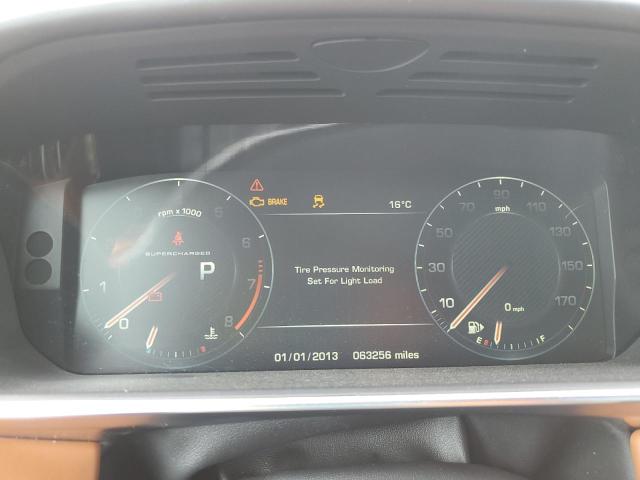 BRAKE
16°C
rpm x 1000
SUPERCHARGED
P
0
1
5
6
7
8
Tire Pressure Monitoring
Set For Light Load
mph
10
10
30
50
70
90
110
130
150
170
0 mph
E
F
01/01/2013 063256 miles